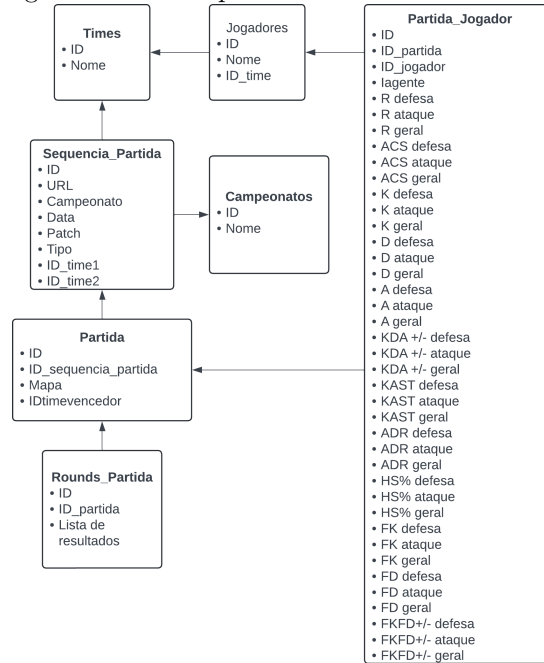 Times
• ID
• Nome
Jogadores
• ID
• Nome
• ID_time
Sequencia_Partida
• ID
• URL
• Campeonato
• Data
• Patch
• Tipo
• ID_time1
• ID_time2
Campeonatos
• ID
• Nome
Partida
• ID
• ID_sequencia_partida
• Mapa
• IDtimevencedor
Rounds_Partida
• ID
• ID_partida
• Lista de
resultados
Partida_Jogador
• ID
• ID_partida
• ID_jogador
• Iagente
• R defesa
• R ataque
• R geral
• ACS defesa
• ACS ataque
• ACS geral
• K defesa
• K ataque
• K geral
• D defesa
• D ataque
• D geral
• A defesa
• A ataque
• A geral
• KDA +/- defesa
• KDA +/- ataque
• KDA +/- geral
• KAST defesa
• KAST ataque
• KAST geral
• ADR defesa
• ADR ataque
• ADR geral
• HS% defesa
• HS% ataque
• HS% geral
• FK defesa
• FK ataque
• FK geral
• FD defesa
• FD ataque
• FD geral
• FKFD+/- defesa
• FKFD+/- ataque
• FKFD+/- geral